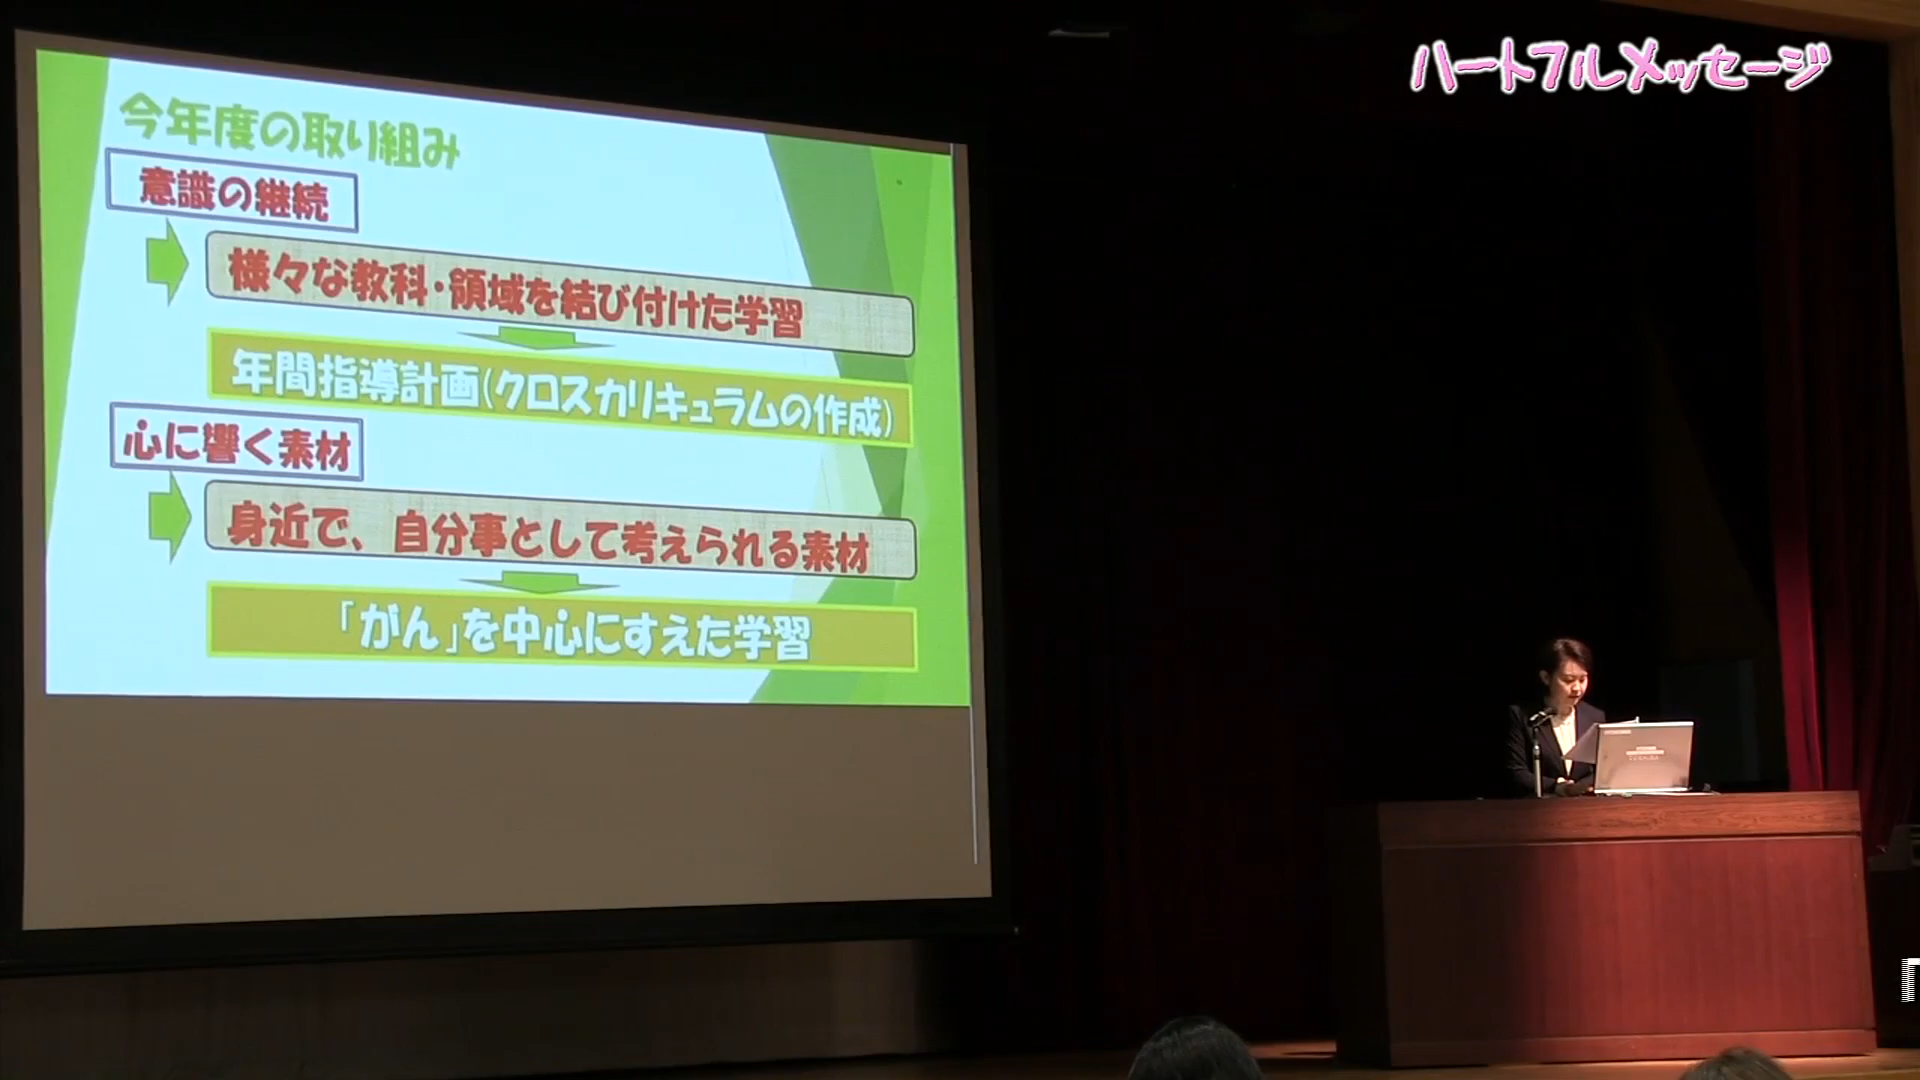 ハートフルメッセージ
今年度の取り組み
意識の継続
様々な教科・領域を結び付けた学習
年間指導計画(クロスカリキュラムの作成)
心に響く素材
身近で、自分事として考えられる素材
「がん」を中心にすえた学習